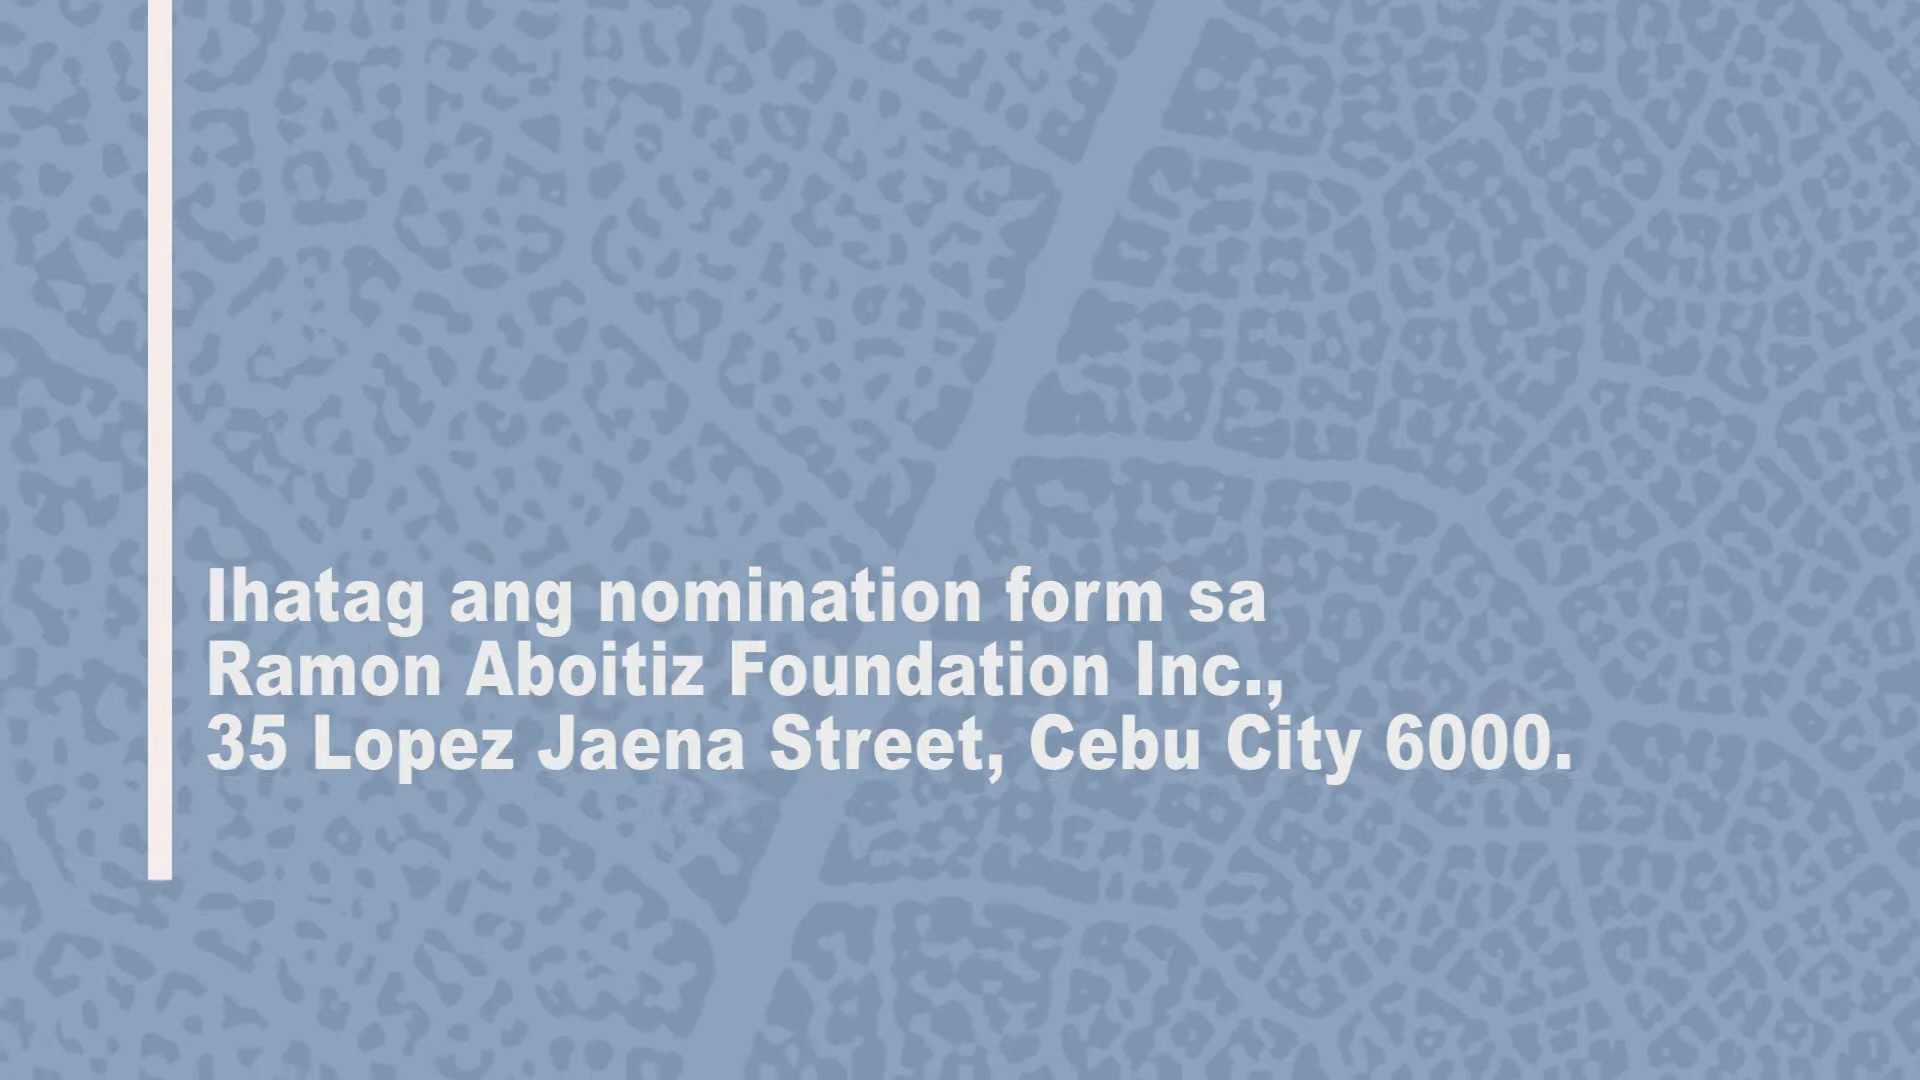 Ihatag ang nomination form sa
Ramon Aboitiz Foundation Inc.,
35 Lopez Jaena Street, Cebu City 6000.